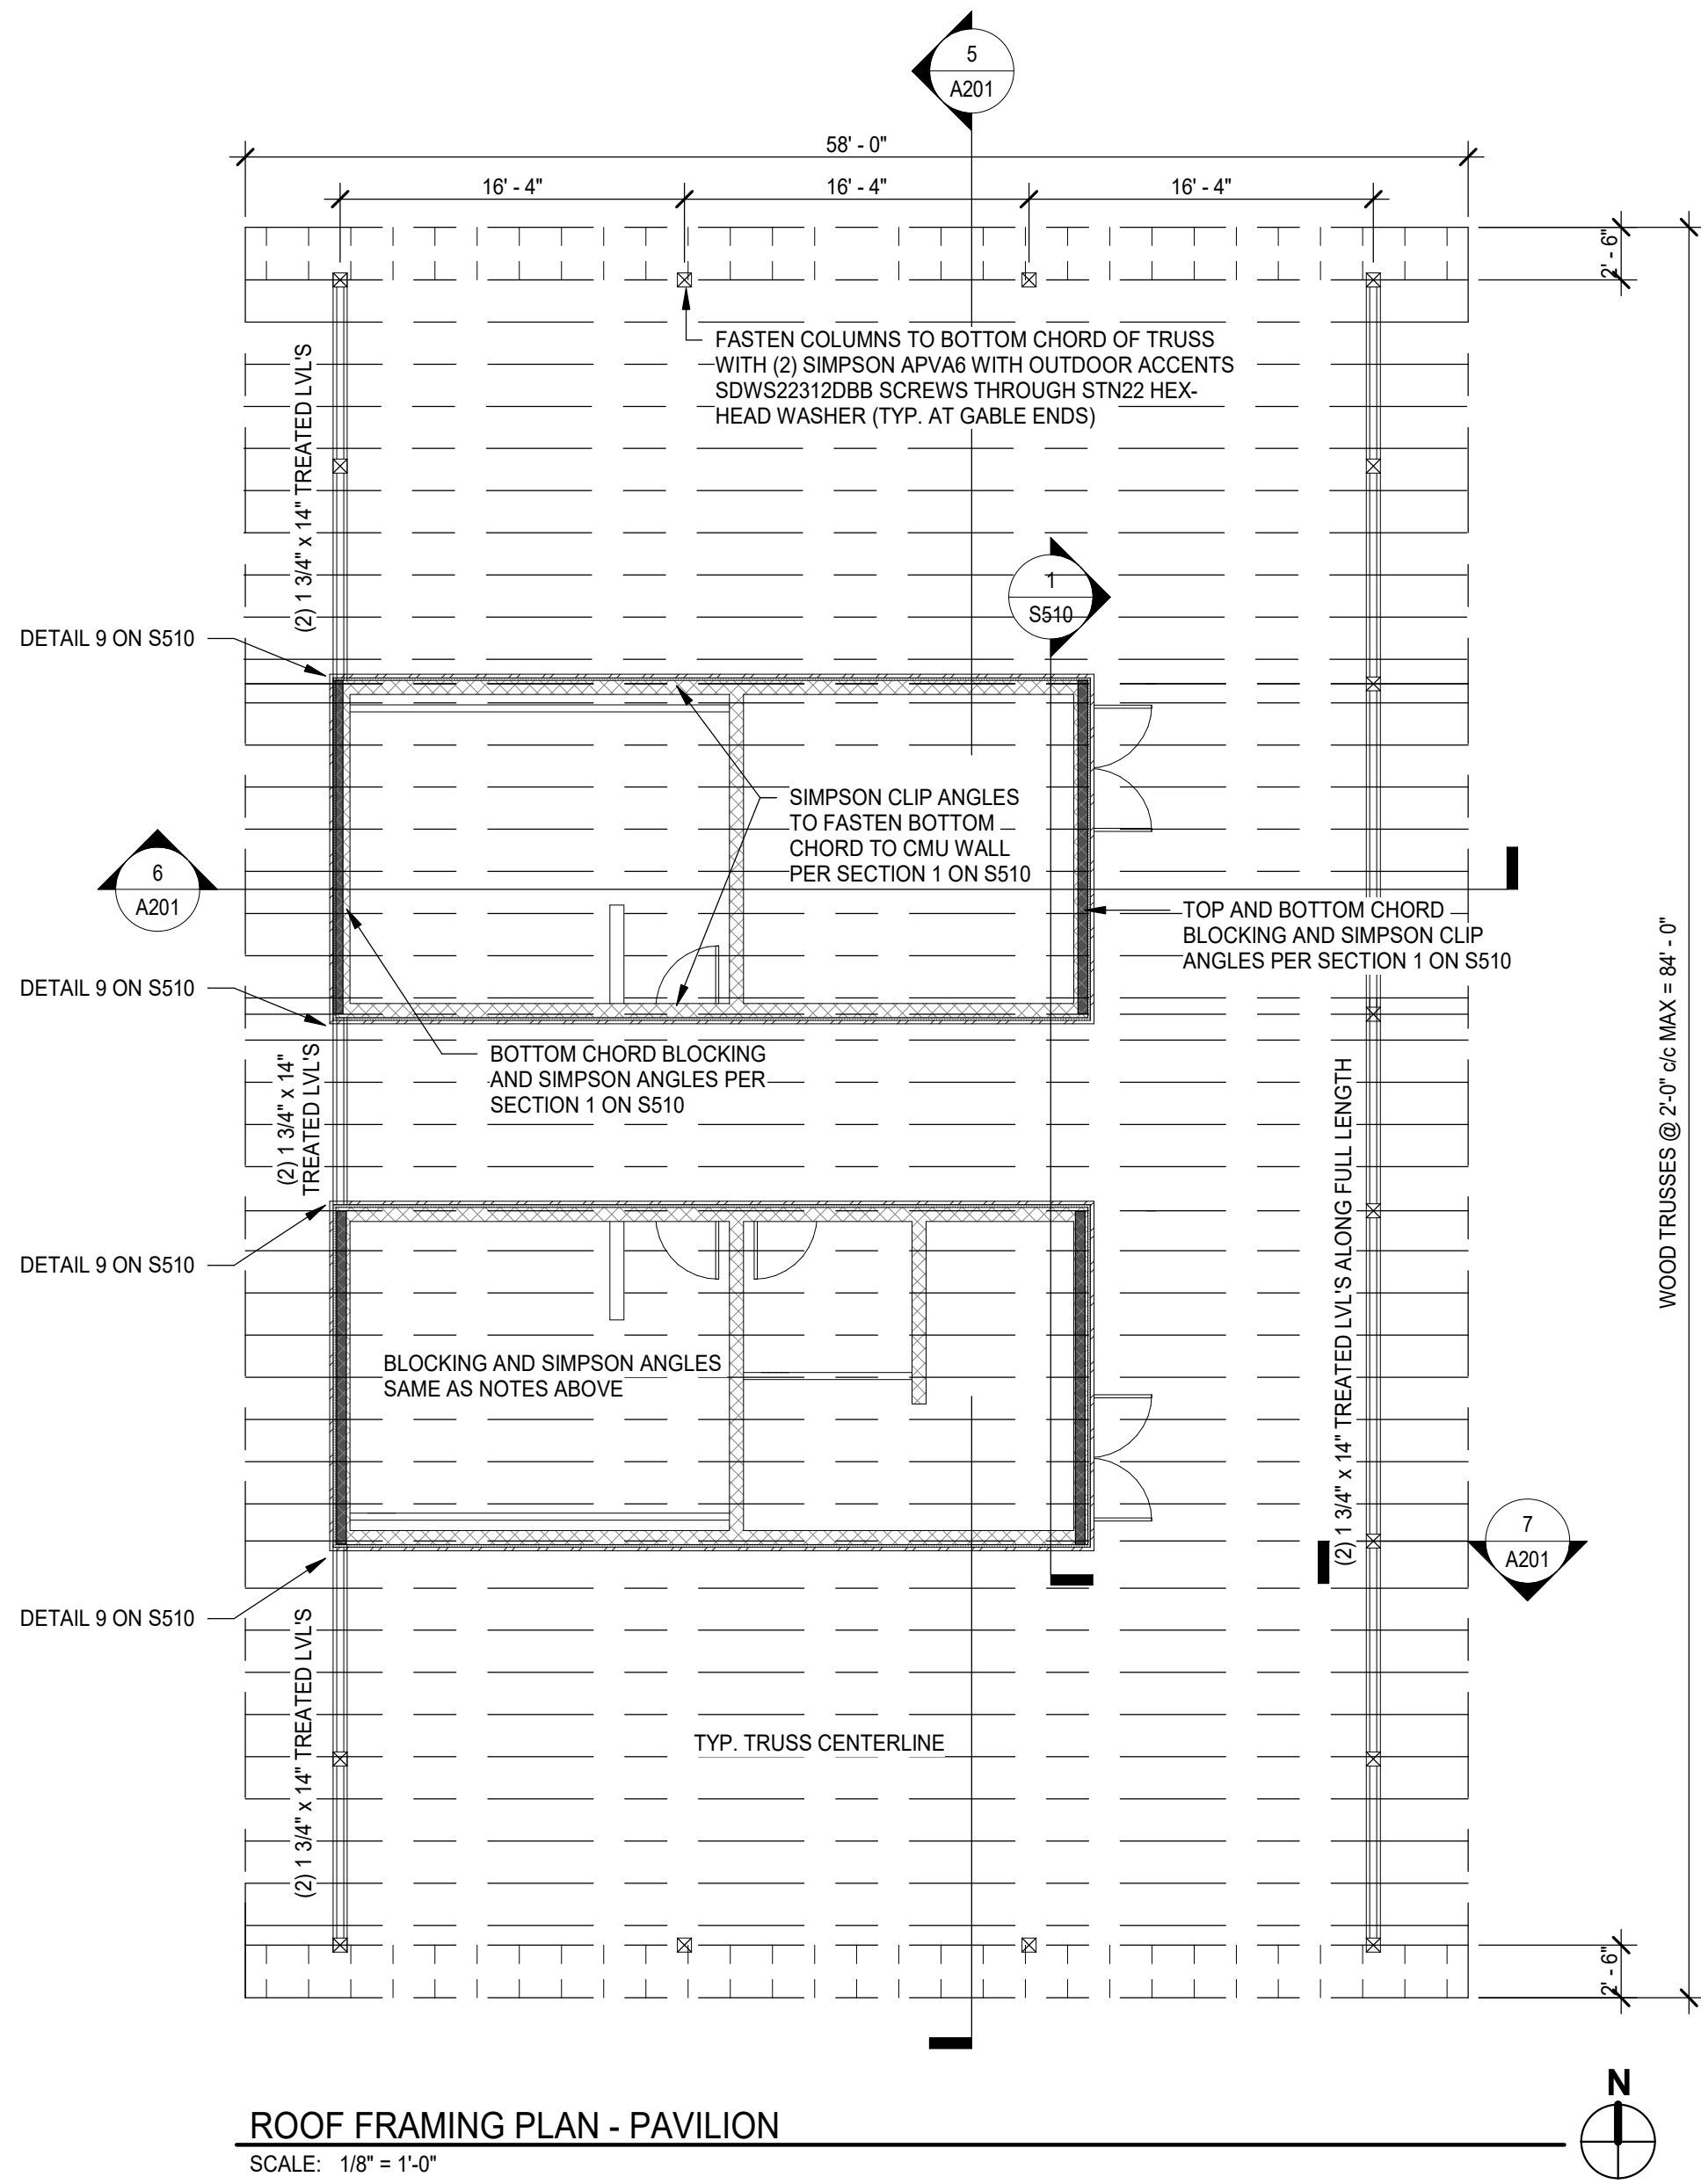 5
A201
58' - 0"
16' - 4"
16' - 4"
16' - 4"
2' - 6"
FASTEN COLUMNS TO BOTTOM CHORD OF TRUSS
WITH (2) SIMPSON APVA6 WITH OUTDOOR ACCENTS
SDWS22312DBB SCREWS THROUGH STN22 HEX-
HEAD WASHER (TYP. AT GABLE ENDS)
(2) 1 3/4" x 14" TREATED LVL'S
1
S510
DETAIL 9 ON S510
SIMPSON CLIP ANGLES
TO FASTEN BOTTOM
CHORD TO CMU WALL
PER SECTION 1 ON S510
6
A201
TOP AND BOTTOM CHORD
BLOCKING AND SIMPSON CLIP
ANGLES PER SECTION 1 ON S510
DETAIL 9 ON S510
BOTTOM CHORD BLOCKING
AND SIMPSON ANGLES PER
SECTION 1 ON S510
(2) 1 3/4" x 14"
TREATED LVL'S
WOOD TRUSSES @ 2'-0" c/c MAX = 84' - 0"
(2) 1 3/4" x 14" TREATED LVL'S ALONG FULL LENGTH
DETAIL 9 ON S510
BLOCKING AND SIMPSON ANGLES
SAME AS NOTES ABOVE
7
A201
DETAIL 9 ON S510
(2) 1 3/4" x 14" TREATED LVL'S
TYP. TRUSS CENTERLINE
2' - 6"
N
ROOF FRAMING PLAN - PAVILION
SCALE: 1/8" = 1'-0"